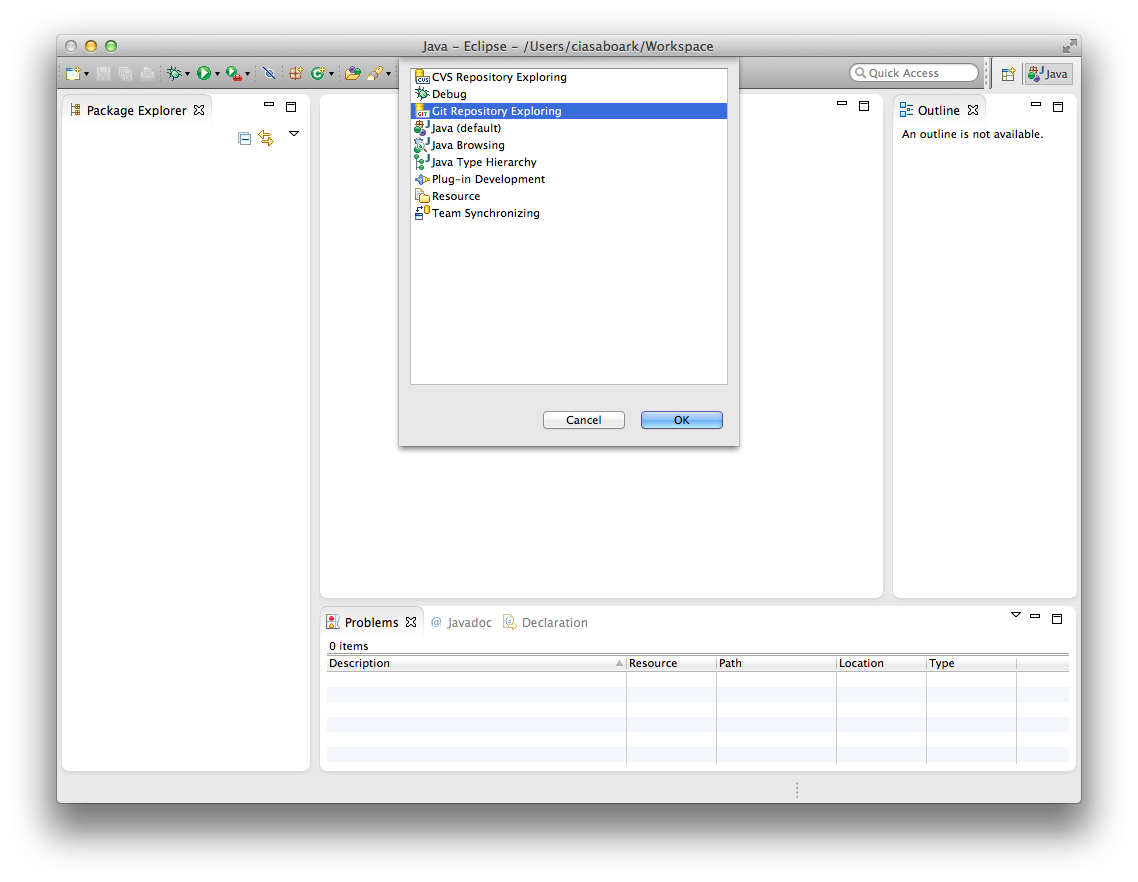 Java – Eclipse – /Users/ciasaboark/Workspace
Quick Access
Java
CVS Repository Exploring
Debug
Git Repository Exploring
Java (default)
Java Browsing
Java Type Hierarchy
Plug-in Development
Resource
Team Synchronizing
Cancel OK
Package Explorer
Outline
An outline is not available.
Problems @ Javadoc Declaration
0 items
Description Resource Path Location Type